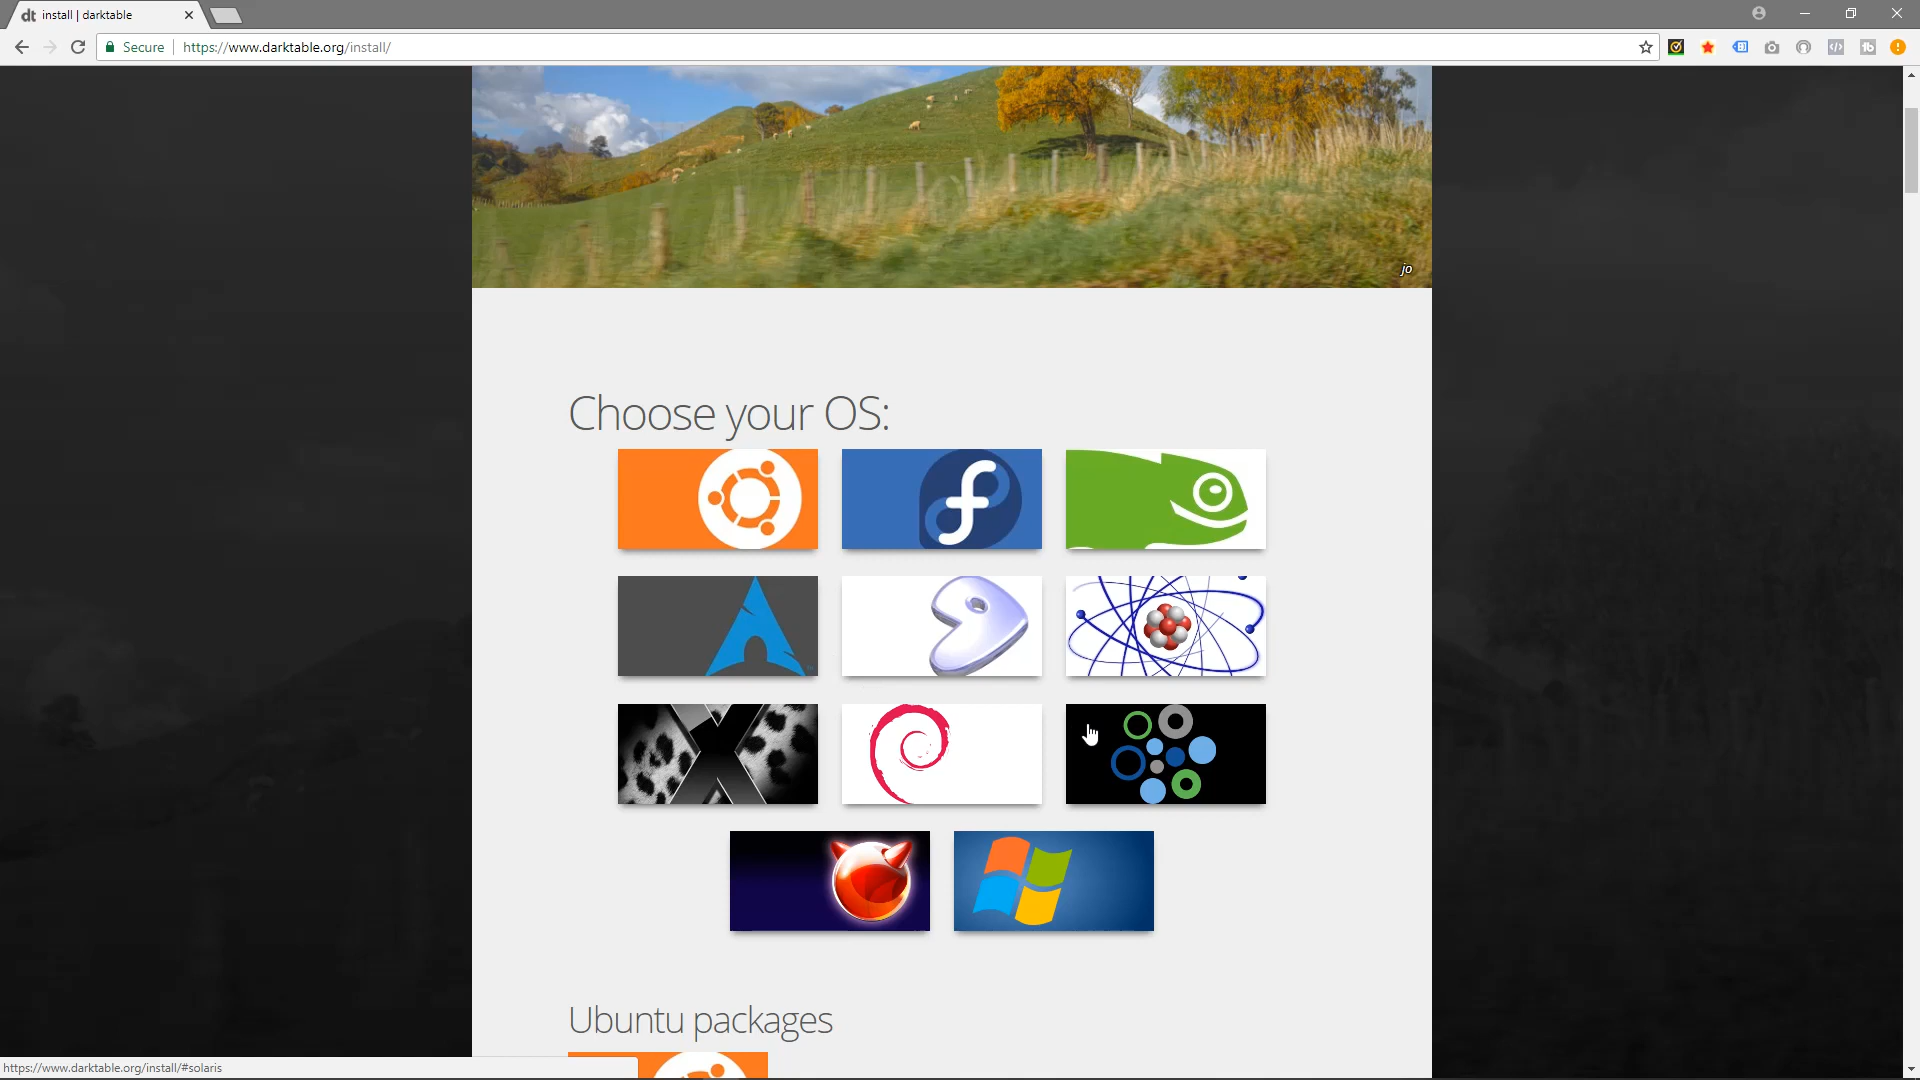 dt install | darktable
Secure https://www.darktable.org/install/
jo
Choose your OS:
Ubuntu packages
https://www.darktable.org/install/#solaris